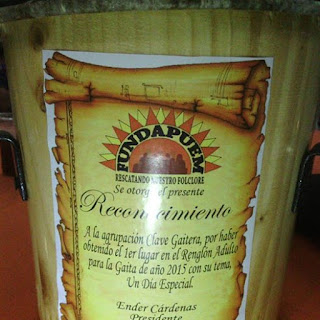 FUNDAPUEM
RESCATANDO NUESTRO FOLCLORE
Se otorga el presente
Reconocimiento
A la agrupación Clave Gaitera, por haber
obtenido el 1er lugar en el Renglón Adulto
para la Gaita de año 2015 con su tema,
Un Día Especial.
Ender Cárdenas
Presidente